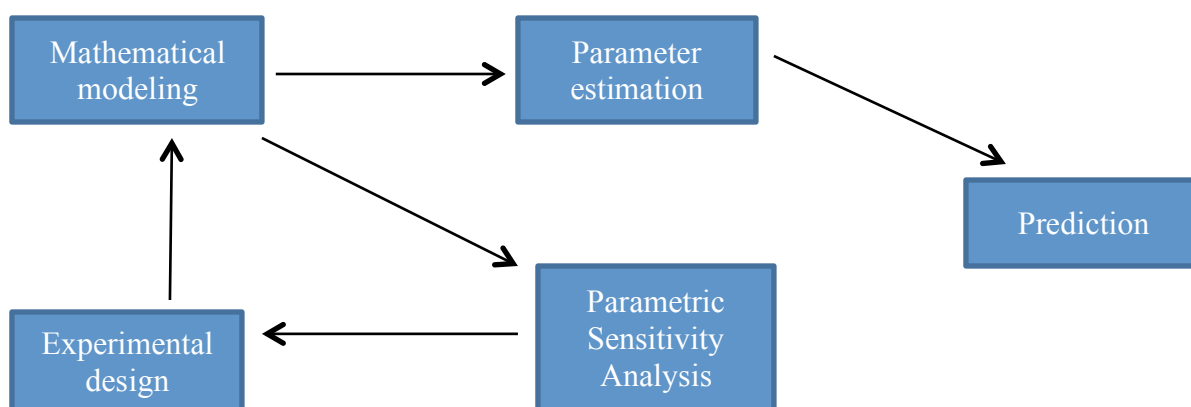 Mathematical
modeling
Parameter
estimation
Prediction
Parametric
Sensitivity
Analysis
Experimental
design